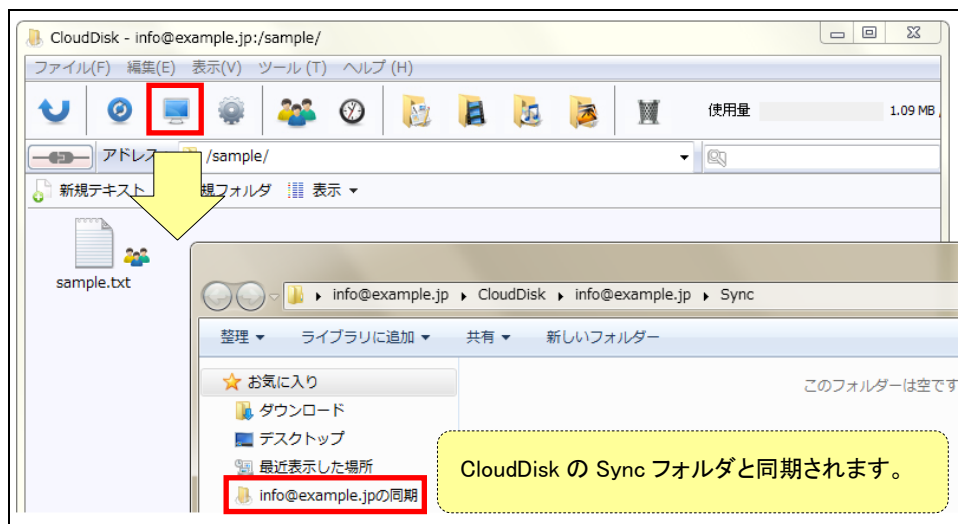 CloudDisk - info@example.jp:/sample/
ファイル(F) 編集(E) 表示(V) ツール(T) ヘルプ(H)
使用量 1.09 MB
アドレス /sample/
新規テキスト 規フォルダ 表示
sample.txt
info@example.jp CloudDisk info@example.jp Sync
整理 ライブラリに追加 共有 新しいフォルダー
お気に入り
このフォルダーは空です
ダウンロード
デスクトップ
最近表示した場所
CloudDisk の Sync フォルダと同期されます。
info@example.jpの同期